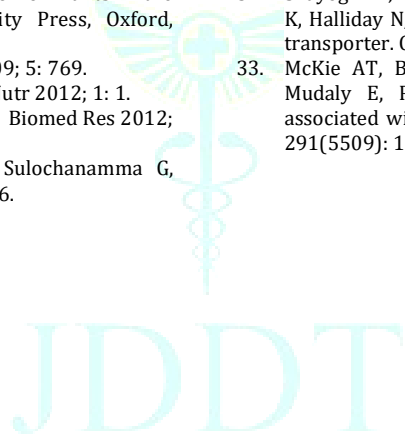 ity Press, Oxford,
09; 5: 769.
Nutr 2012; 1: 1.
Biomed Res 2012;
Sulochanamma G,
6.
K, Halliday N,
transporter. O
33. McKie AT, B
Mudaly E, F
associated wi
291(5509): 1
JDDT